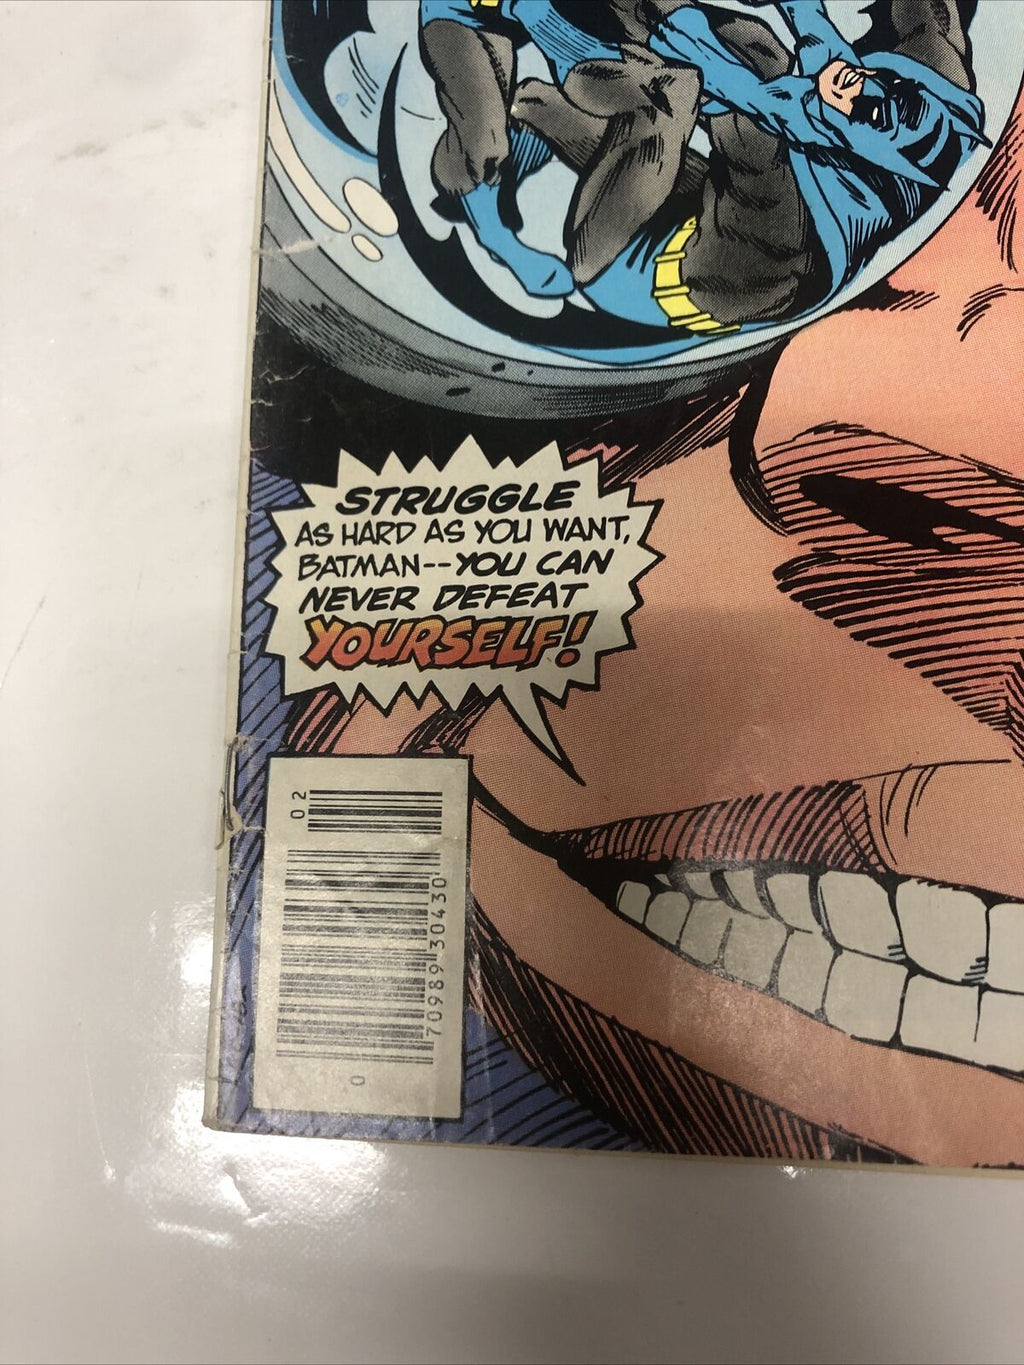 STRUGGLE
AS HARD AS YOU WANT,
BATMAN--YOU CAN
NEVER DEFEAT
YOURSELF!
02
70989 30430
0